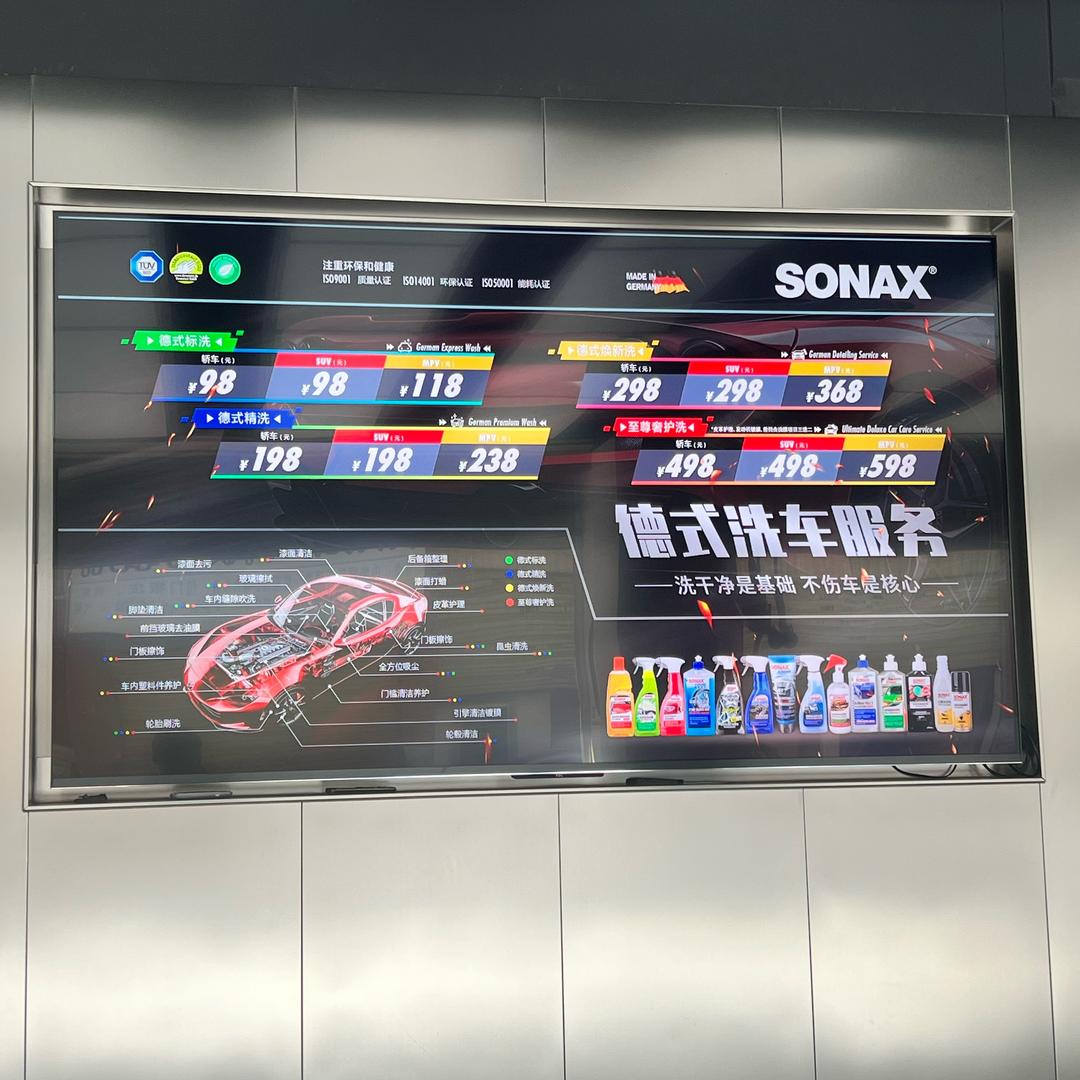 TÜV
注重环保和健康
ISO9001 质量认证 ISO14001 环保认证 ISO50001 能耗认证
MADE IN
GERMANY
SONAX®
德式标洗
German Express Wash
轿车(元) SUV(元) MPV(元)
¥98 ¥98 ¥118
德式精洗
German Premium Wash
轿车(元) SUV(元) MPV(元)
¥198 ¥198 ¥238
德式焕新洗
German Detailing Service
轿车(元) SUV(元) MPV(元)
¥298 ¥298 ¥368
至尊奢护洗
Ultimate Deluxe Car Care Service
轿车(元) SUV(元) MPV(元)
¥498 ¥498 ¥598
德式洗车服务
洗干净是基础 不伤车是核心
漆面清洁
漆面去污
玻璃擦拭
车内缝隙吹洗
脚垫清洁
前挡玻璃去油膜
门板擦饰
车内塑料件养护
轮胎刷洗
后备箱整理
漆面打蜡
皮革护理
门板擦饰
昆虫清洗
全方位吸尘
门槛清洁养护
引擎清洁镀膜
轮毂清洁
德式标洗
德式精洗
德式焕新洗
至尊奢护洗